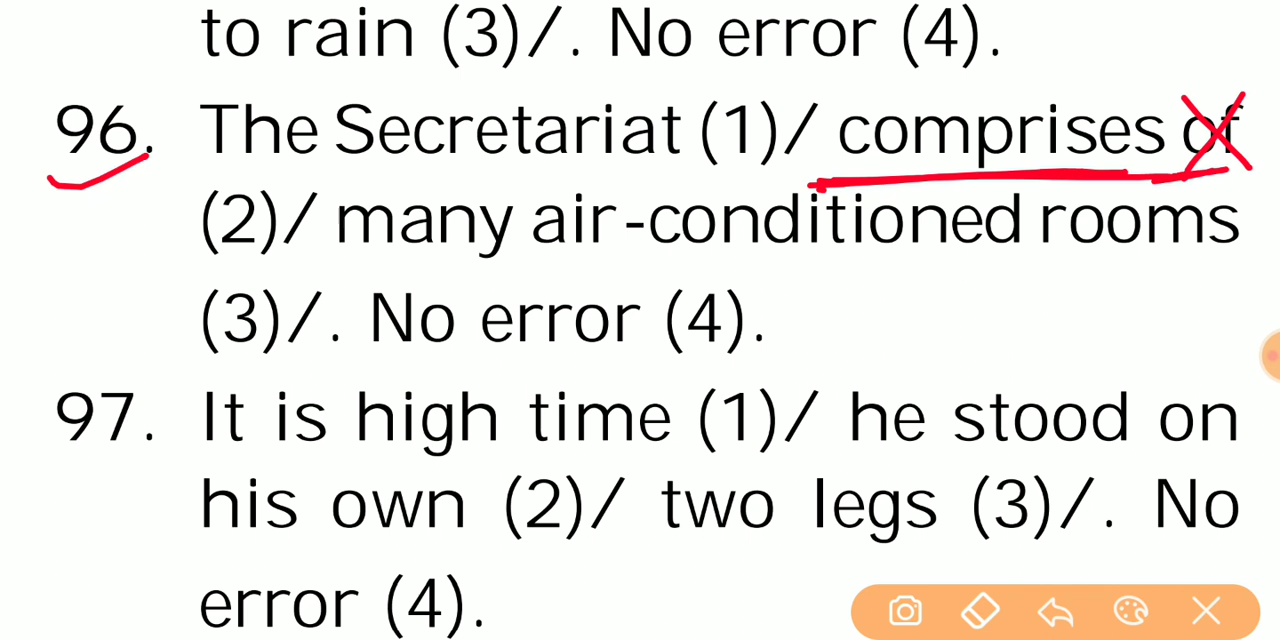 to rain (3)/. No error (4).
96. The Secretariat (1)/ comprises of
(2)/ many air-conditioned rooms
(3)/. No error (4).
97. It is high time (1)/ he stood on
his own (2)/ two legs (3)/. No
error (4).